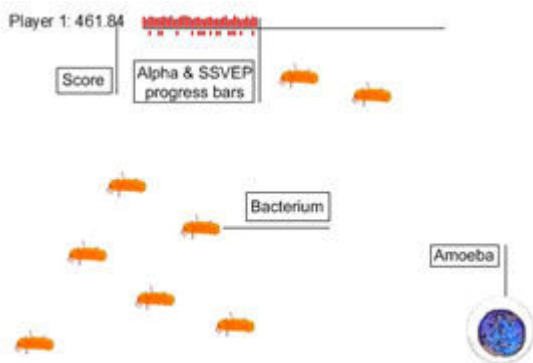 Player 1: 461.84
Score
Alpha & SSVEP
progress bars
Bacterium
Amoeba